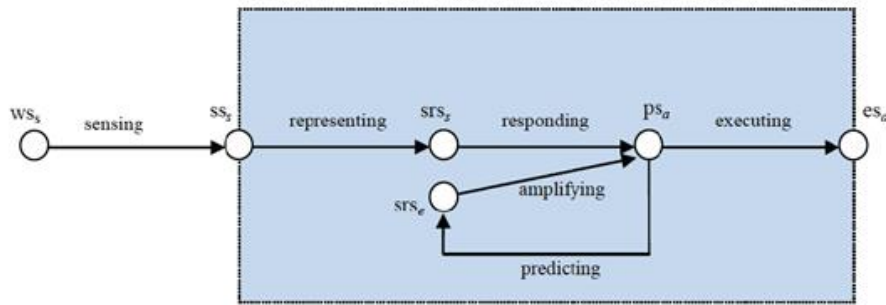 ws_s
sensing
ss_s
representing
srs_s
responding
ps_a
executing
es_a
srs_e
amplifying
predicting